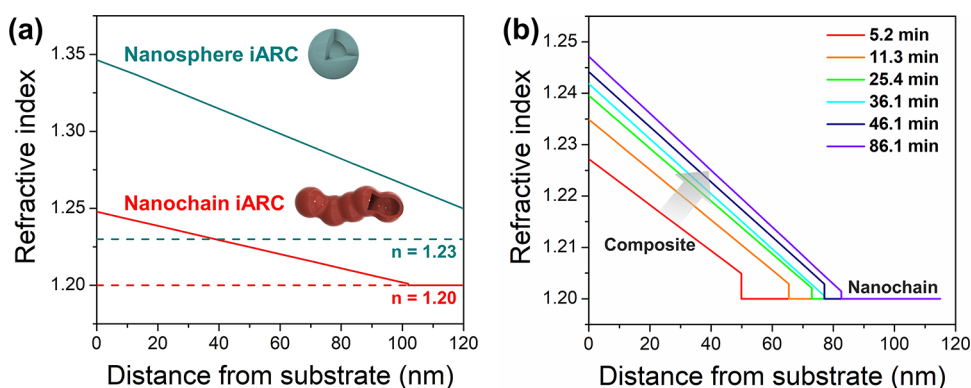 (a)
Refractive index
1.35
1.30
1.25
1.20
Nanosphere iARC
Nanochain iARC
n = 1.23
n = 1.20
0 20 40 60 80 100 120
Distance from substrate (nm)
(b)
Refractive index
1.25
1.24
1.23
1.22
1.21
1.20
5.2 min
11.3 min
25.4 min
36.1 min
46.1 min
86.1 min
Composite
Nanochain
0 20 40 60 80 100 120
Distance from substrate (nm)